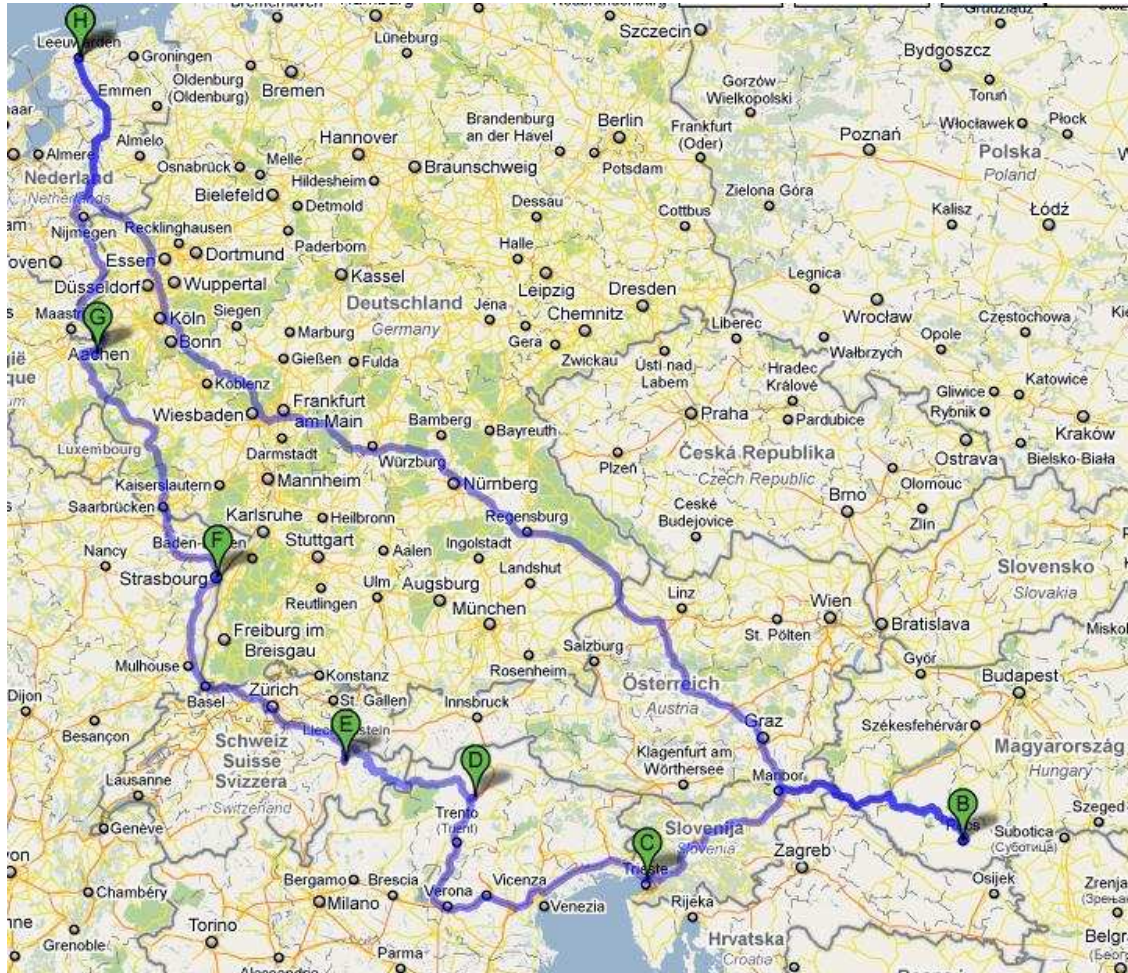 H
Leeuwarden
Groningen
Lüneburg
Szczecin
Bydgoszcz
Emmen
Oldenburg
(Oldenburg)
Bremen
Gorzów
Wielkopolski
Toruń
Almelo
Brandenburg
an der Havel
Berlin
Frankfurt
(Oder)
Włocławek
Płock
Almere
Osnabrück
Melle
Hannover
Braunschweig
Potsdam
Poznań
Polska
Poland
Nederland
Netherlands
Bielefeld
Hildesheim
Detmold
Dessau
Zielona Góra
Cottbus
Kalisz
Łódź
Nijmegen
Recklinghausen
Paderborn
Halle
Essen
Dortmund
Kassel
Leipzig
Legnica
Düsseldorf
Wuppertal
Deutschland
Germany
Jena
Dresden
Wrocław
Częstochowa
G
Köln
Siegen
Marburg
Gera
Chemnitz
Liberec
Opole
Aachen
Bonn
Gießen
Fulda
Zwickau
Ústí nad
Labem
Wałbrzych
Hradec
Králové
Gliwice
Katowice
Koblenz
Wiesbaden
Frankfurt
am Main
Bamberg
Bayreuth
Praha
Pardubice
Rybnik
Kraków
Luxembourg
Darmstadt
Würzburg
Plzeň
Česká Republika
Czech Republic
Ostrava
Bielsko-Biała
Kaiserslautern
Mannheim
Nürnberg
Olomouc
Saarbrücken
Karlsruhe
Heilbronn
Regensburg
České
Budejovice
Brno
Zlín
F
Nancy
Stuttgart
Aalen
Ingolstadt
Strasbourg
Reutlingen
Ulm
Augsburg
Landshut
Slovensko
Slovakia
München
Linz
Wien
St. Pölten
Bratislava
Freiburg im
Breisgau
Salzburg
Rosenheim
Győr
Mulhouse
Konstanz
Budapest
Dijon
Basel
Zürich
St. Gallen
Innsbruck
Österreich
Austria
Besançon
E
Graz
Székesfehérvár
Schweiz
Suisse
Svizzera
Switzerland
D
Klagenfurt am
Wörthersee
Magyarország
Hungary
Lausanne
Maribor
B
Genève
Trento
(Trient)
C
Slovenija
Slovenia
Szeged
Subotica
(Суботица)
Trieste
Zagreb
Chambéry
Bergamo
Brescia
Verona
Vicenza
Osijek
Milano
Venezia
Rijeka
Grenoble
Torino
Parma
Hrvatska
Croatia